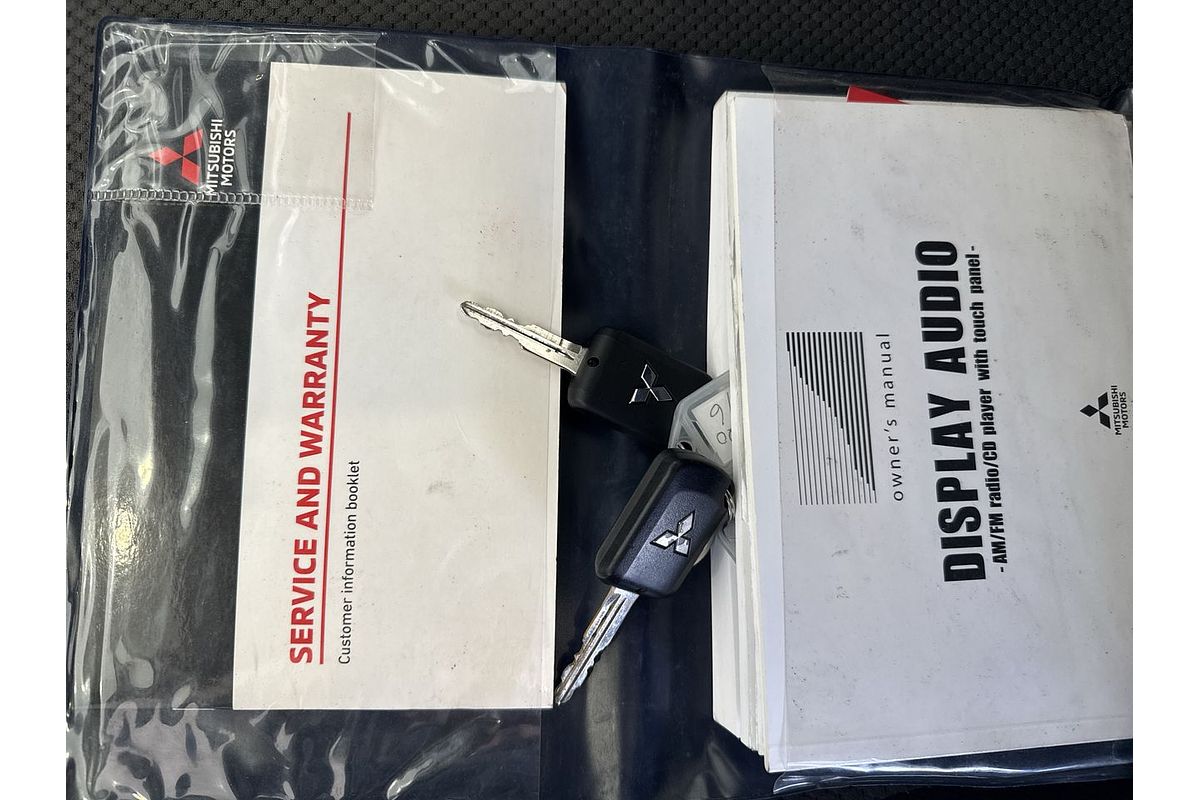 MITSUBISHI
MOTORS
SERVICE AND WARRANTY
Customer information booklet
owner's manual
DISPLAY AUDIO
- AM/FM radio/CD player with touch panel -
MITSUBISHI
MOTORS